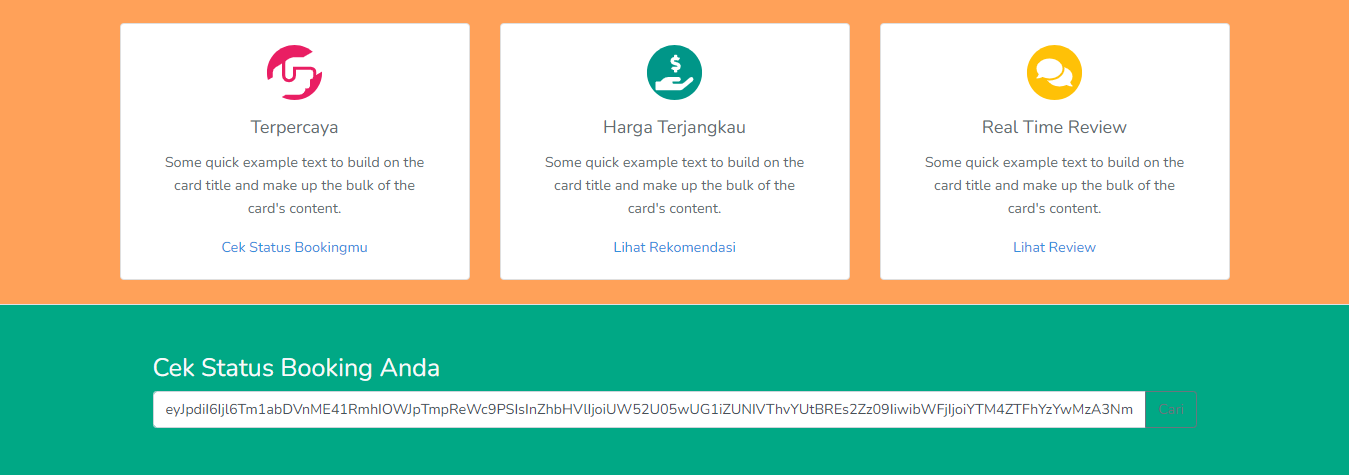 Terpercaya
Some quick example text to build on the
card title and make up the bulk of the
card's content.
Cek Status Bookingmu
Harga Terjangkau
Some quick example text to build on the
card title and make up the bulk of the
card's content.
Lihat Rekomendasi
Real Time Review
Some quick example text to build on the
card title and make up the bulk of the
card's content.
Lihat Review
Cek Status Booking Anda
Cari